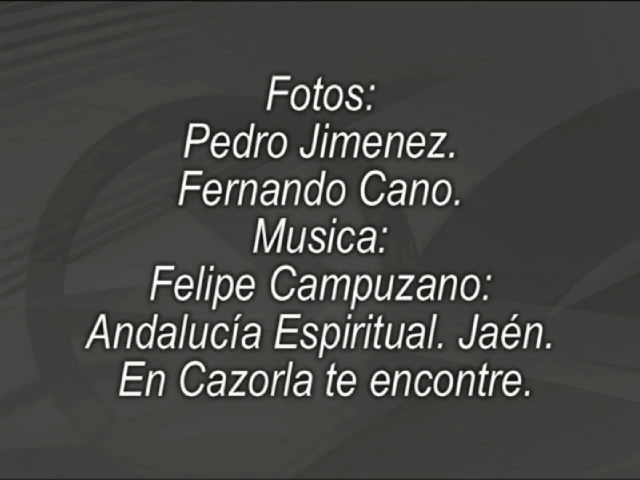 Fotos:
Pedro Jimenez.
Fernando Cano.
Musica:
Felipe Campuzano:
Andalucía Espiritual. Jaén.
En Cazorla te encontre.